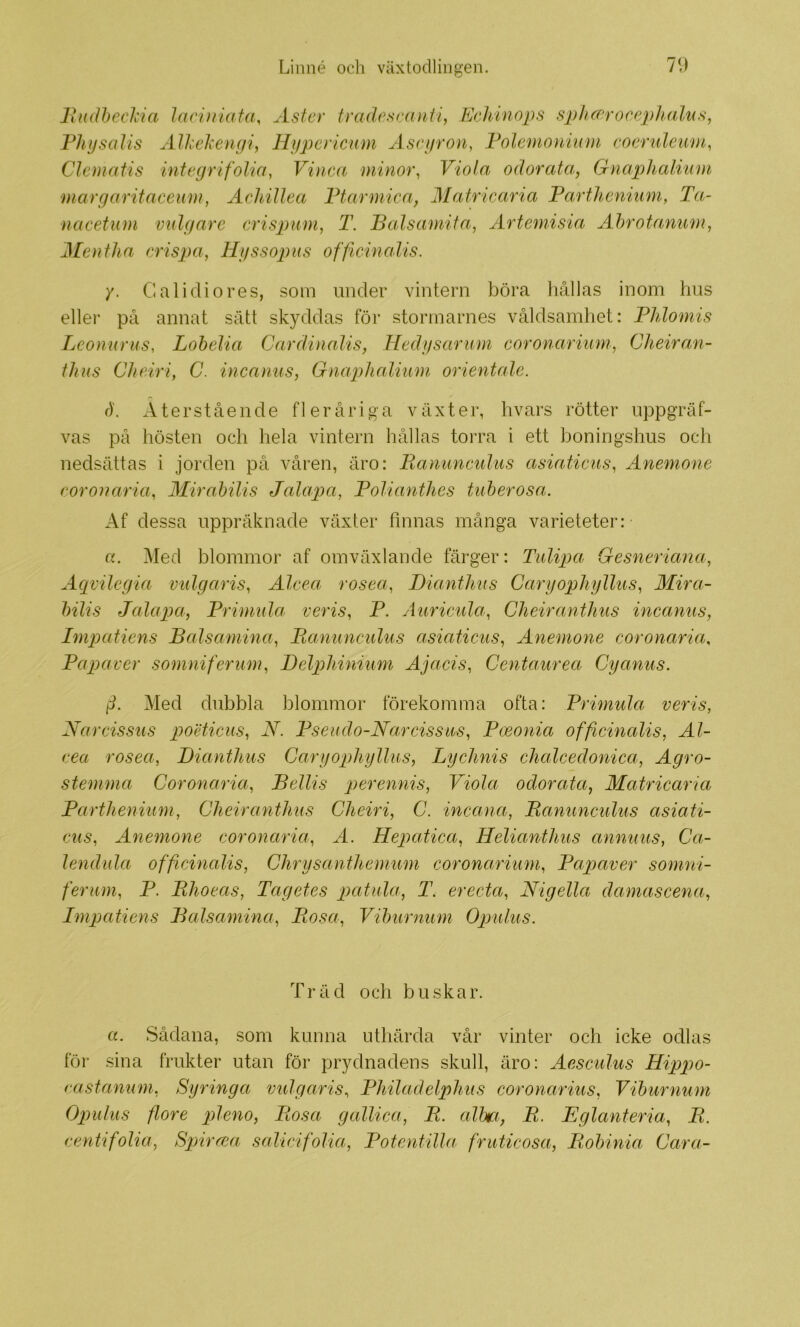 Linné och växtodlingen. 79
Rudbeckia laciniata, Aster tradescanti, Echinops sphærocephalus,
Physalis Alkekengi, Hypericum Ascyron, Polemonium coeruleum,
Clematis integrifolia, Vinca minor, Viola odorata, Gnaphalium
margaritaceum, Achillea Ptarmica, Matricaria Parthenium, Ta-
nacetum vulgare crispum, T. Balsamita, Artemisia Abrotanum,
Mentha crispa, Hyssopus officinalis.
γ. Calidiores, som under vintern böra hållas inom hus
eller på annat sätt skyddas för stormarnes våldsamhet: Phlomis
Leonurus, Lobelia Cardinalis, Hedysarum coronarium, Cheiran-
thus Cheiri, C. incanus, Gnaphalium orientale.
δ. Återstående fleråriga växter, hvars rötter uppgräf-
vas på hösten och hela vintern hållas torra i ett boningshus och
nedsättas i jorden på våren, äro: Ranunculus asiaticus, Anemone
coronaria, Mirabilis Jalapa, Polianthes tuberosa.
Af dessa uppräknade växter finnas många varieteter:
α. Med blommor af omväxlande färger: Tulipa Gesneriana,
Aqvilegia vulgaris, Alcea rosea, Dianthus Caryophyllus, Mira-
bilis Jalapa, Primula veris, P. Auricula, Cheiranthus incanus,
Impatiens Balsamina, Ranunculus asiaticus, Anemone coronaria,
Papaver somniferum, Delphinium Ajacis, Centaurea Cyanus.
β. Med dubbla blommor förekomma ofta: Primula veris,
Narcissus poëticus, N. Pseudo-Narcissus, Pæonia officinalis, Al-
cea rosea, Dianthus Caryophyllus, Lychnis chalcedonica, Agro-
stemma Coronaria, Bellis perennis, Viola odorata, Matricaria
Parthenium, Cheiranthus Cheiri, C. incana, Ranunculus asiati-
cus, Anemone coronaria, A. Hepatica, Helianthus annuus, Ca-
lendula officinalis, Chrysanthemum coronarium, Papaver somni-
ferum, P. Rhoeas, Tagetes patula, T. erecta, Nigella damascena,
Impatiens Balsamina, Rosa, Viburnum Opulus.
Träd och buskar.
α. Sådana, som kunna uthärda vår vinter och icke odlas
för sina frukter utan för prydnadens skull, äro: Aesculus Hippo-
castanum, Syringa vulgaris, Philadelphus coronarius, Viburnum
Opulus flore pleno, Rosa gallica, R. alba, R. Eglanteria, R.
centifolia, Spiræa salicifolia, Potentilla fruticosa, Robinia Cara-